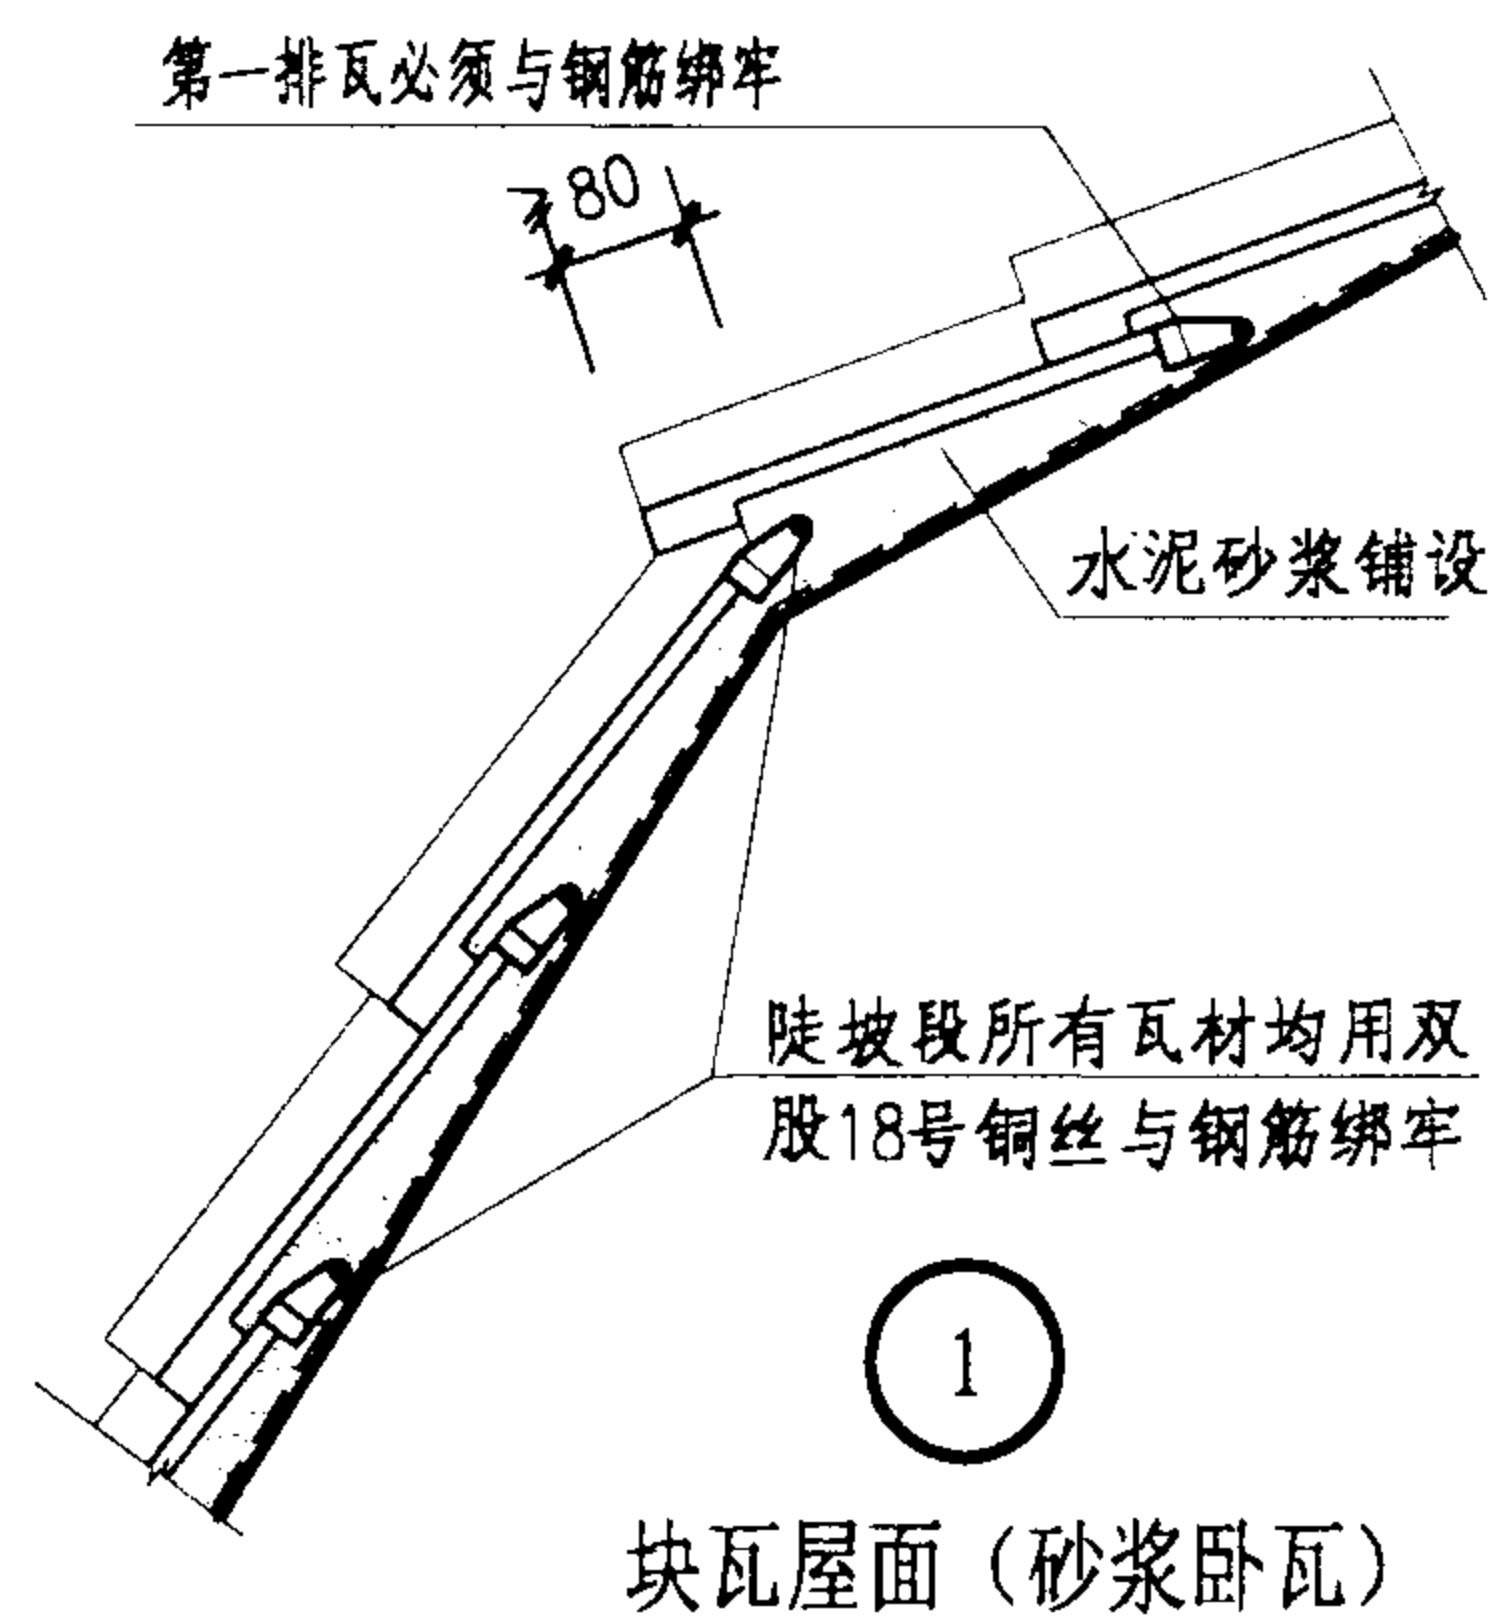 第一排瓦必须与钢筋绑牢
≥80
水泥砂浆铺设
陡坡段所有瓦材均用双
股18号铜丝与钢筋绑牢
1
块瓦屋面（砂浆卧瓦）